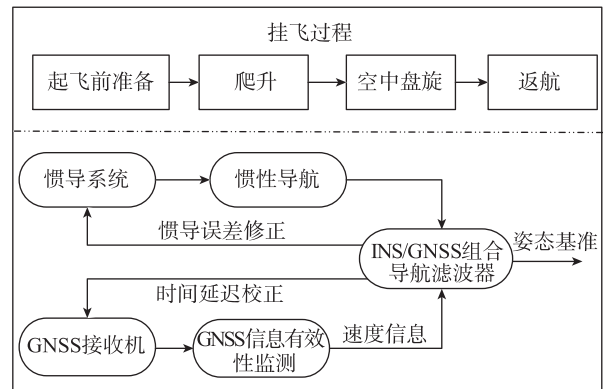 挂飞过程
起飞前准备
爬升
空中盘旋
返航
惯导系统
惯性导航
惯导误差修正
INS/GNSS组合
导航滤波器
姿态基准
时间延迟校正
GNSS接收机
GNSS信息有效
性监测
速度信息